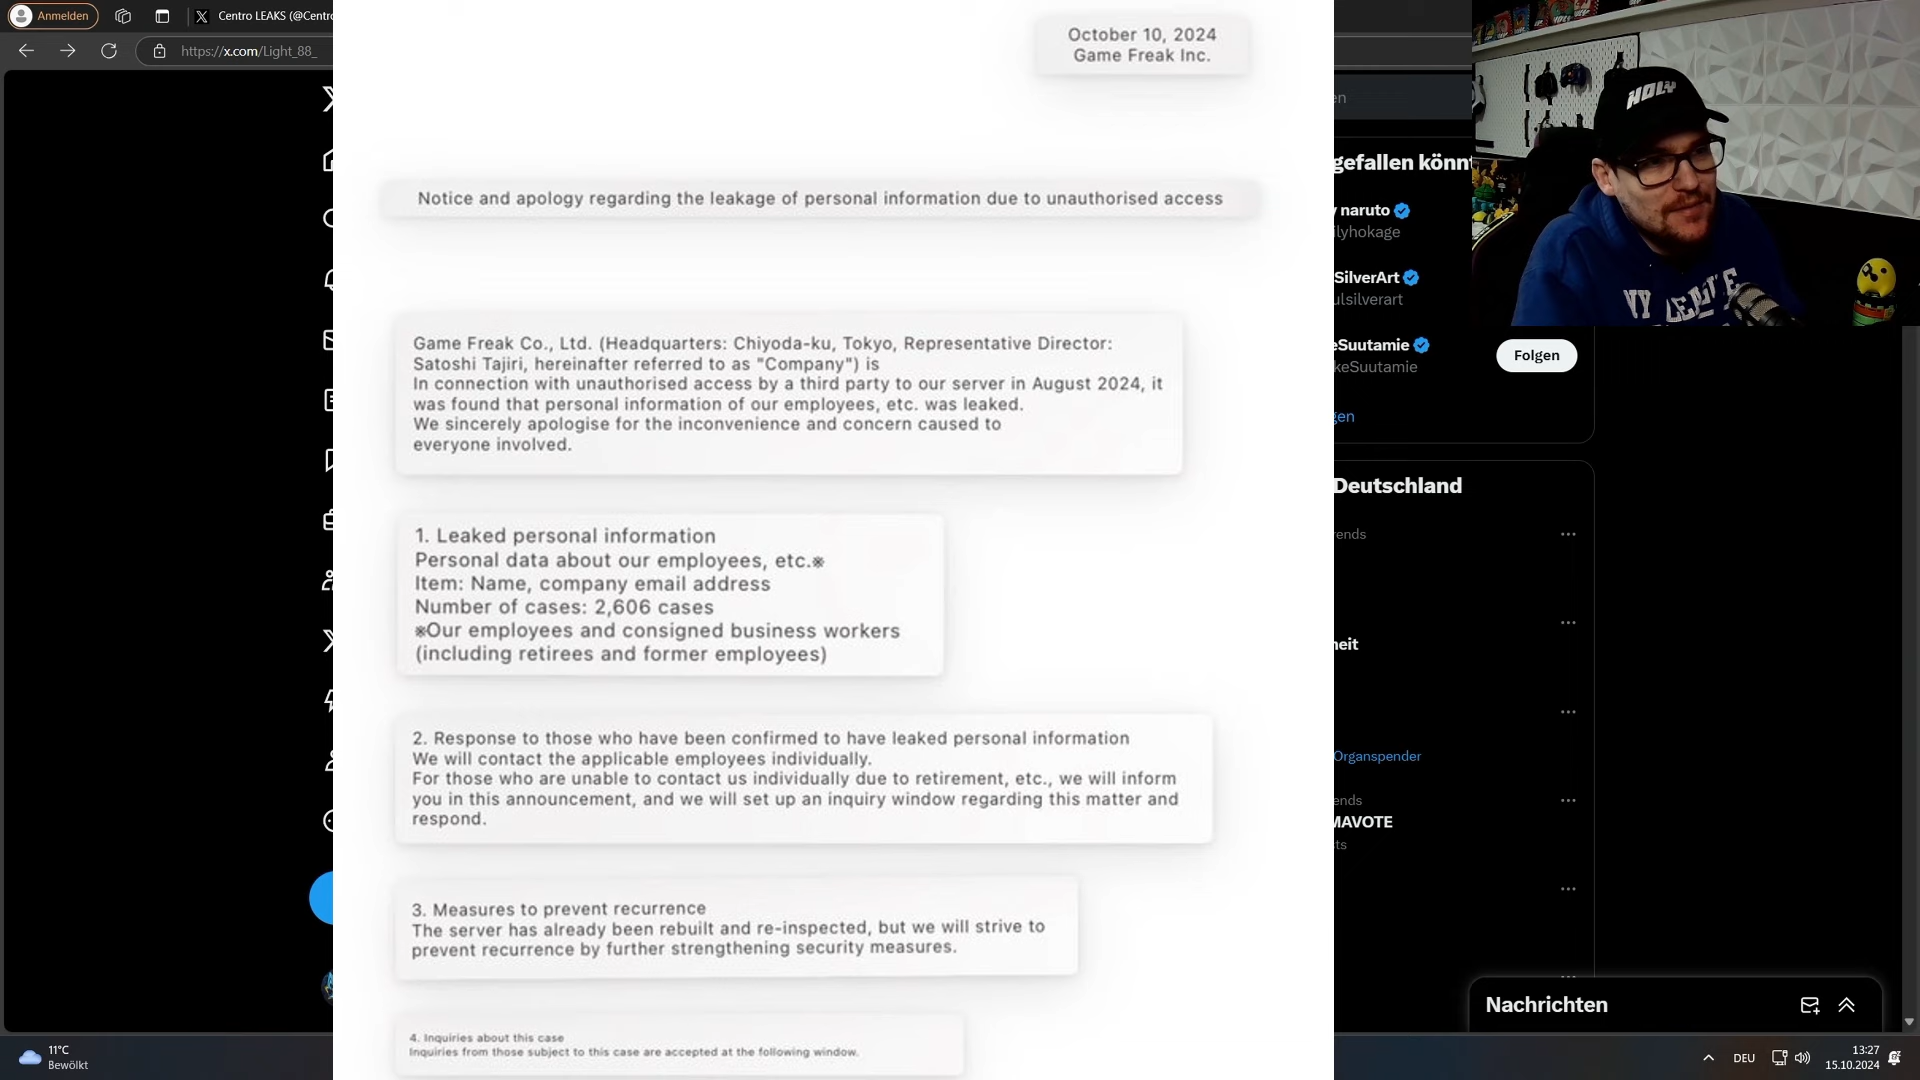 Anmelden
Centro LEAKS (@Centro
https://x.com/Light_88_
October 10, 2024
Game Freak Inc.
Notice and apology regarding the leakage of personal information due to unauthorised access
Game Freak Co., Ltd. (Headquarters: Chiyoda-ku, Tokyo, Representative Director:
Satoshi Tajiri, hereinafter referred to as "Company") is
In connection with unauthorised access by a third party to our server in August 2024, it
was found that personal information of our employees, etc. was leaked.
We sincerely apologise for the inconvenience and concern caused to
everyone involved.
1. Leaked personal information
Personal data about our employees, etc.※
Item: Name, company email address
Number of cases: 2,606 cases
※Our employees and consigned business workers
(including retirees and former employees)
2. Response to those who have been confirmed to have leaked personal information
We will contact the applicable employees individually.
For those who are unable to contact us individually due to retirement, etc., we will inform
you in this announcement, and we will set up an inquiry window regarding this matter and
respond.
3. Measures to prevent recurrence
The server has already been rebuilt and re-inspected, but we will strive to
prevent recurrence by further strengthening security measures.
4. Inquiries about this case
Inquiries from those subject to this case are accepted at the following window.
en
gefallen könnt
y naruto
ilyhokage
SilverArt
ulsilverart
eSuutamie
keSuutamie
Folgen
gen
Deutschland
rends
heit
Organspender
ends
MAVOTE
ts
HOLY
Nachrichten
11°C
Bewölkt
DEU
13:27
15.10.2024